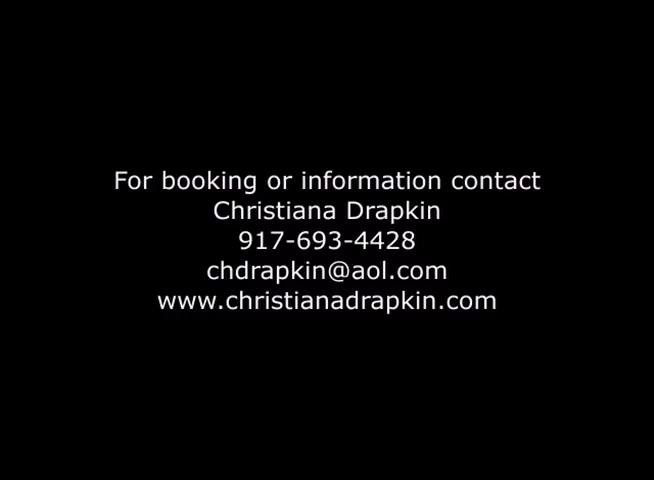 For booking or information contact
Christiana Drapkin
917-693-4428
chdrapkin@aol.com
www.christianadrapkin.com